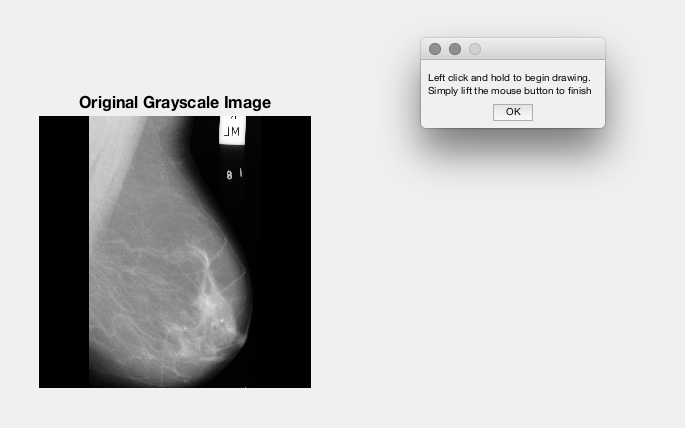 Original Grayscale Image
Left click and hold to begin drawing.
Simply lift the mouse button to finish
OK